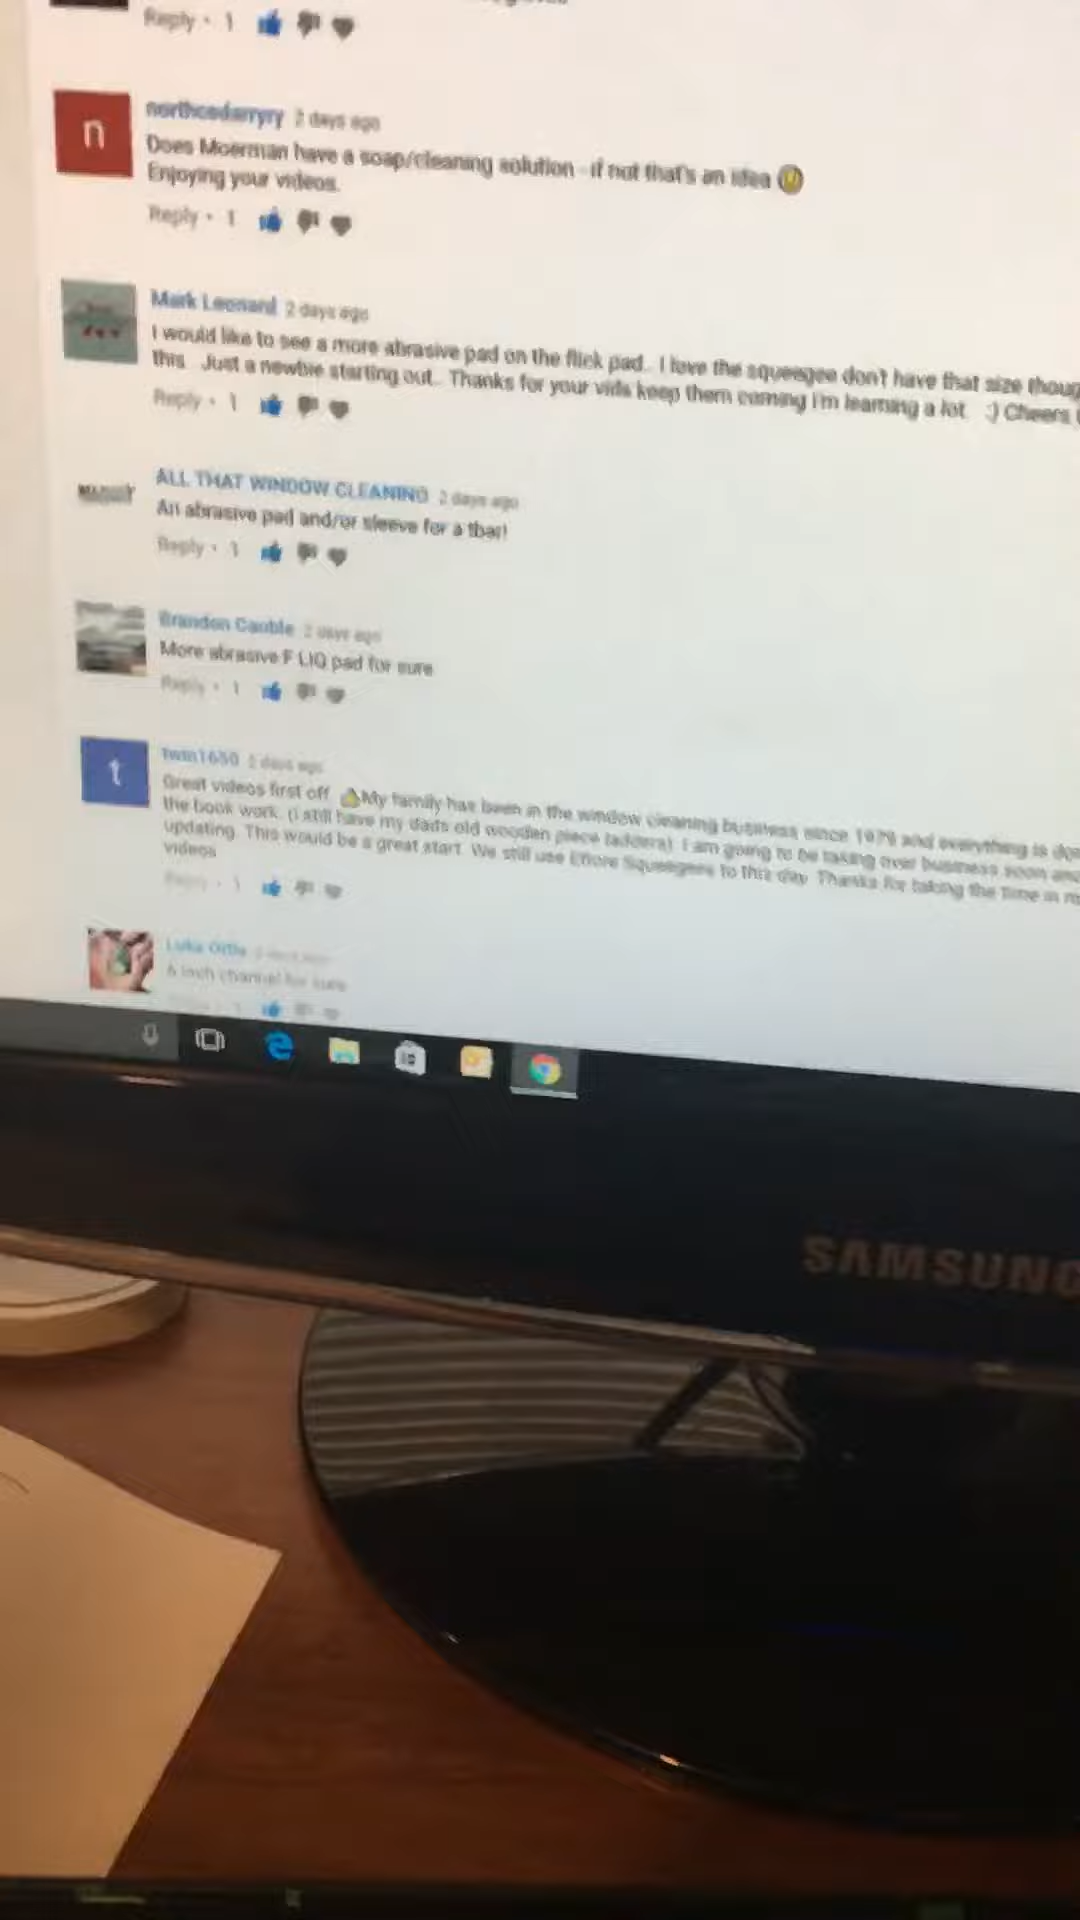 Reply • 1
n
northcedarryry 2 days ago
Does Moerman have a soap/cleaning solution - if not that's an idea
Enjoying your videos.
Reply • 1
Mark Leonard 2 days ago
I would like to see a more abrasive pad on the flick pad. I love the squeegee don't have that size
this. Just a newbie starting out. Thanks for your vids keep them coming I'm learning a lot. :) Cheers
Reply • 1
ALL THAT WINDOW CLEANING 2 days ago
An abrasive pad and/or sleeve for a tbar!
Reply • 1
Brandon Cauble 2 days ago
More abrasive F LIQ pad for sure
Reply • 1
t
twin1650 2 days ago
Great videos first off. My family has been in the window cleaning business since 1979 and everything is
the book work. (i still have my dads old wooden piece ladders) I am going to be taking over business soon and
updating. This would be a great start. We still use Ettore Squeegees to this day. Thanks for taking the time
videos
Reply • 1
Luka
6 inch channel for sure
SAMSUNG